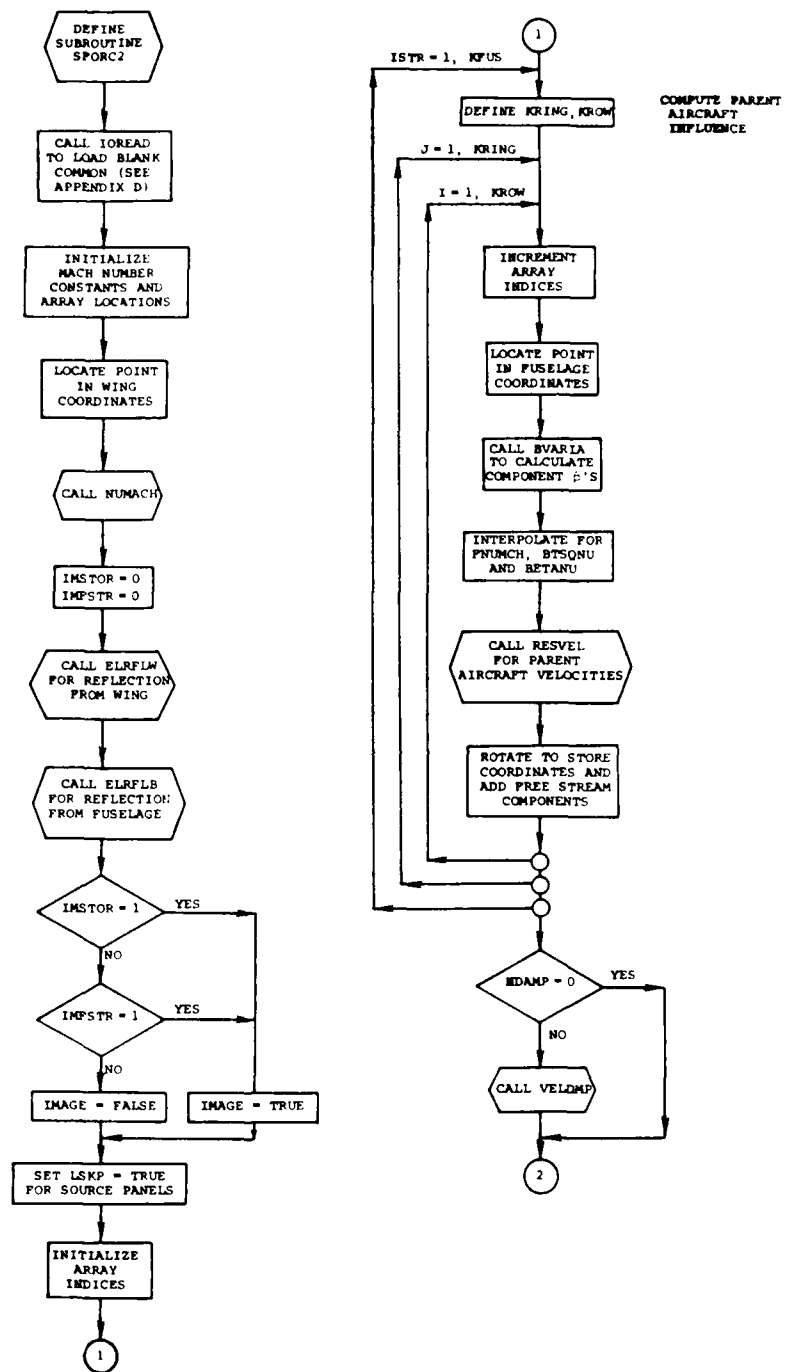 DEFINE
SUBROUTINE
SPORC2
CALL IOREAD
TO LOAD BLANK
COMMON (SEE
APPENDIX D)
INITIALIZE
MACH NUMBER
CONSTANTS AND
ARRAY LOCATIONS
LOCATE POINT
IN WING
COORDINATES
CALL NUMACH
IMSTOR = 0
IMFSTR = 0
CALL ELRFLW
FOR REFLECTION
FROM WING
CALL ELRFLB
FOR REFLECTION
FROM FUSELAGE
IMSTOR = 1
YES
NO
IMFSTR = 1
YES
NO
IMAGE = FALSE
IMAGE = TRUE
SET LSKP = TRUE
FOR SOURCE PANELS
INITIALIZE
ARRAY
INDICES
1
1
ISTR = 1, KFUS
DEFINE KRING, KROW
COMPUTE PARENT
AIRCRAFT
INFLUENCE
J = 1, KRING
I = 1, KROW
INCREMENT
ARRAY
INDICES
LOCATE POINT
IN FUSELAGE
COORDINATES
CALL BVARIA
TO CALCULATE
COMPONENT β'S
INTERPOLATE FOR
PNUMCH, BTSQNU
AND BETANU
CALL RESVEL
FOR PARENT
AIRCRAFT VELOCITIES
ROTATE TO STORE
COORDINATES AND
ADD FREE STREAM
COMPONENTS
NDAMP = 0
YES
NO
CALL VELDMP
2